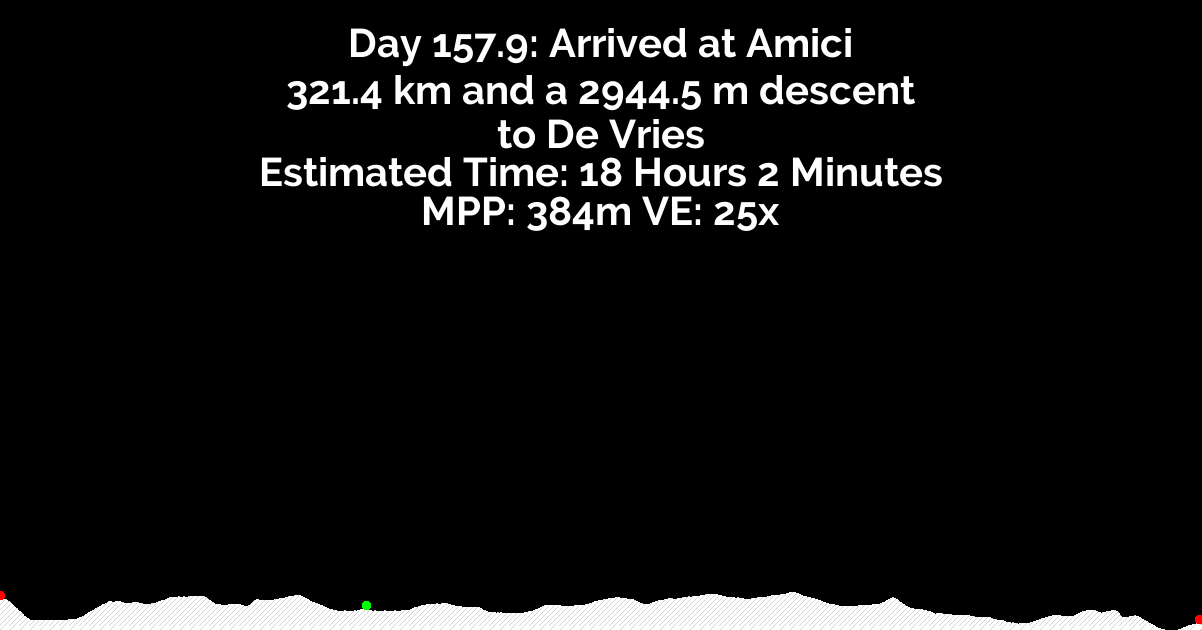 Day 157.9: Arrived at Amici
321.4 km and a 2944.5 m descent
to De Vries
Estimated Time: 18 Hours 2 Minutes
MPP: 384m VE: 25x